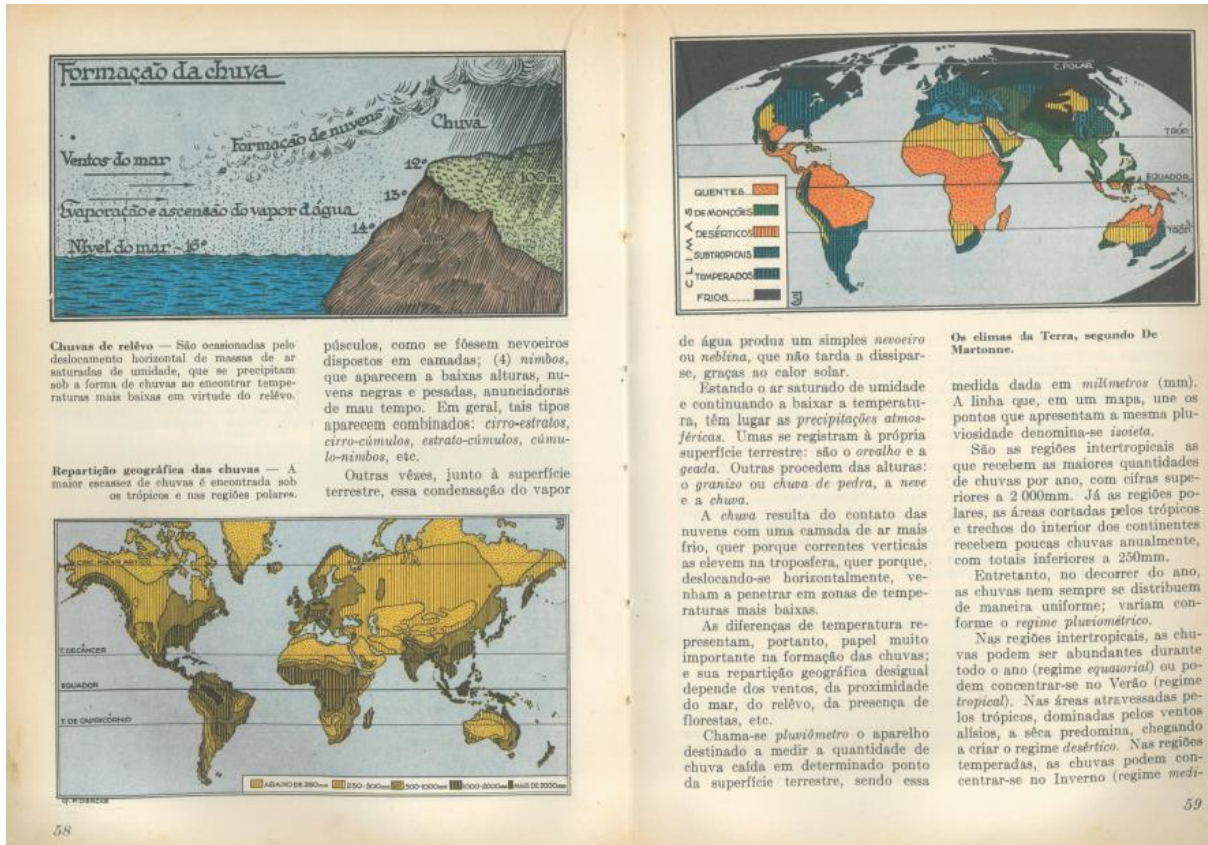 Formação da chuva
Formação de nuvens
Chuva
Ventos do mar
12º
100m
13º
Evaporação e ascensão do vapor d'água
14º
Nível do mar - 16º
Chuvas de relêvo — São ocasionadas pelo
deslocamento horizontal de massas de ar
saturadas de umidade, que se precipitam
sob a forma de chuvas ao encontrar tempe-
raturas mais baixas em virtude do relêvo.
Repartição geográfica das chuvas — A
maior escassez de chuvas é encontrada sob
os trópicos e nas regiões polares.
púsculos, como se fôssem nevoeiros
dispostos em camadas; (4) nimbos,
que aparecem a baixas alturas, nu-
vens negras e pesadas, anunciadoras
de mau tempo. Em geral, tais tipos
aparecem combinados: cirro-estratos,
cirro-cúmulos, estrato-cúmulos, cúmu-
lo-nimbos, etc.
Outras vêzes, junto à superfície
terrestre, essa condensação do vapor
CÍRC. POLAR ÁRTICO
T. DE CÂNCER
EQUADOR
T. DE CAPRICÓRNIO
ABAIXO DE 250mm
250-500mm
500-1000mm
1000-2000mm
MAIS DE 2000mm
58
C. POLAR
TRÓP.
EQUADOR
TRÓP.
CLIMAS
QUENTES
DE MONÇÕES
DESÉRTICOS
SUBTROPICAIS
TEMPERADOS
FRIOS
Os climas da Terra, segundo De
Martonne.
de água produz um simples nevoeiro
ou neblina, que não tarda a dissipar-
se, graças ao calor solar.
Estando o ar saturado de umidade
e continuando a baixar a temperatu-
ra, têm lugar as precipitações atmos-
féricas. Umas se registram à própria
superfície terrestre: são o orvalho e a
geada. Outras procedem das alturas:
o granizo ou chuva de pedra, a neve
e a chuva.
A chuva resulta do contato das
nuvens com uma camada de ar mais
frio, quer porque correntes verticais
as elevem na troposfera, quer porque,
deslocando-se horizontalmente, ve-
nham a penetrar em zonas de tempe-
raturas mais baixas.
As diferenças de temperatura re-
presentam, portanto, papel muito
importante na formação das chuvas;
e sua repartição geográfica desigual
depende dos ventos, da proximidade
do mar, do relêvo, da presença de
florestas, etc.
Chama-se pluviômetro o aparelho
destinado a medir a quantidade de
chuva caída em determinado ponto
da superfície terrestre, sendo essa
medida dada em milímetros (mm).
A linha que, em um mapa, une os
pontos que apresentam a mesma plu-
viosidade denomina-se isoieta.
São as regiões intertropicais as
que recebem as maiores quantidades
de chuvas por ano, com cifras supe-
riores a 2 000mm. Já as regiões po-
lares, as áreas cortadas pelos trópicos
e trechos do interior dos continentes
recebem poucas chuvas anualmente,
com totais inferiores a 250mm.
Entretanto, no decorrer do ano,
as chuvas nem sempre se distribuem
de maneira uniforme; variam con-
forme o regime pluviométrico.
Nas regiões intertropicais, as chu-
vas podem ser abundantes durante
todo o ano (regime equatorial) ou po-
dem concentrar-se no Verão (regime
tropical). Nas áreas atravessadas pe-
los trópicos, dominadas pelos ventos
alísios, a sêca predomina, chegando
a criar o regime desértico. Nas regiões
temperadas, as chuvas podem con-
centrar-se no Inverno (regime medi-
59